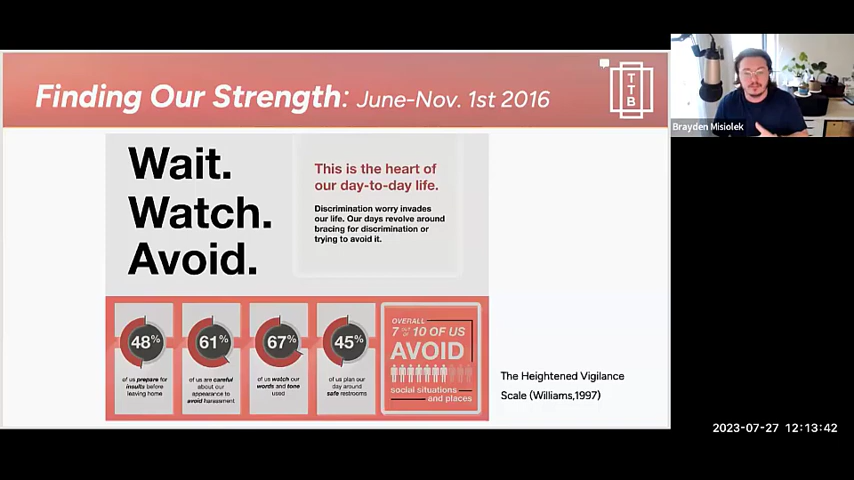 Finding Our Strength: June-Nov. 1st 2016
TTB
Brayden Misiolek
Wait.
Watch.
Avoid.
This is the heart of
our day-to-day life.
Discrimination worry invades
our life. Our days revolve around
bracing for discrimination or
trying to avoid it.
48%
of us prepare for
insults before
leaving home
61%
of us are careful
about our
appearance to
avoid harassment
67%
of us watch our
words and tone
used
45%
of us plan our
day around
safe restrooms
OVERALL
7 OUT OF 10 OF US
AVOID
social situations
and places
The Heightened Vigilance
Scale (Williams,1997)
2023-07-27 12:13:42